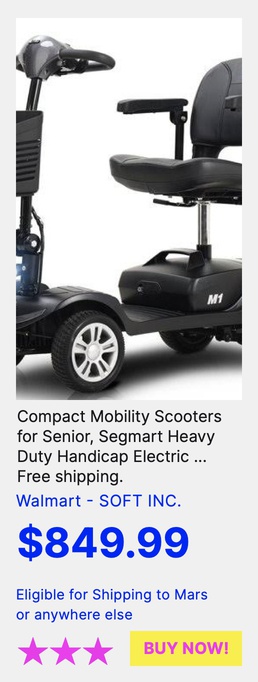 M1
Compact Mobility Scooters
for Senior, Segmart Heavy
Duty Handicap Electric ...
Free shipping.
Walmart - SOFT INC.
$849.99
Eligible for Shipping to Mars
or anywhere else
BUY NOW!